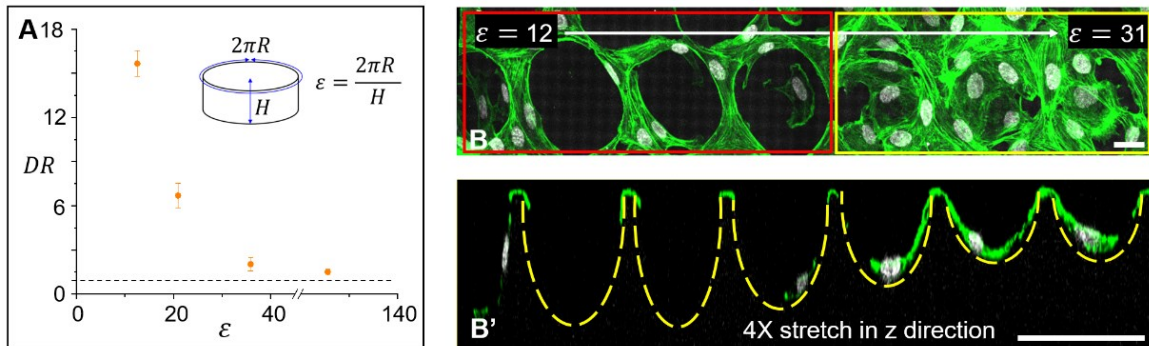 A
18
12
DR
6
0
0
20
40
140
ε
2πR
H
ε = 2πR / H
ε = 12
ε = 31
B
B'
4X stretch in z direction